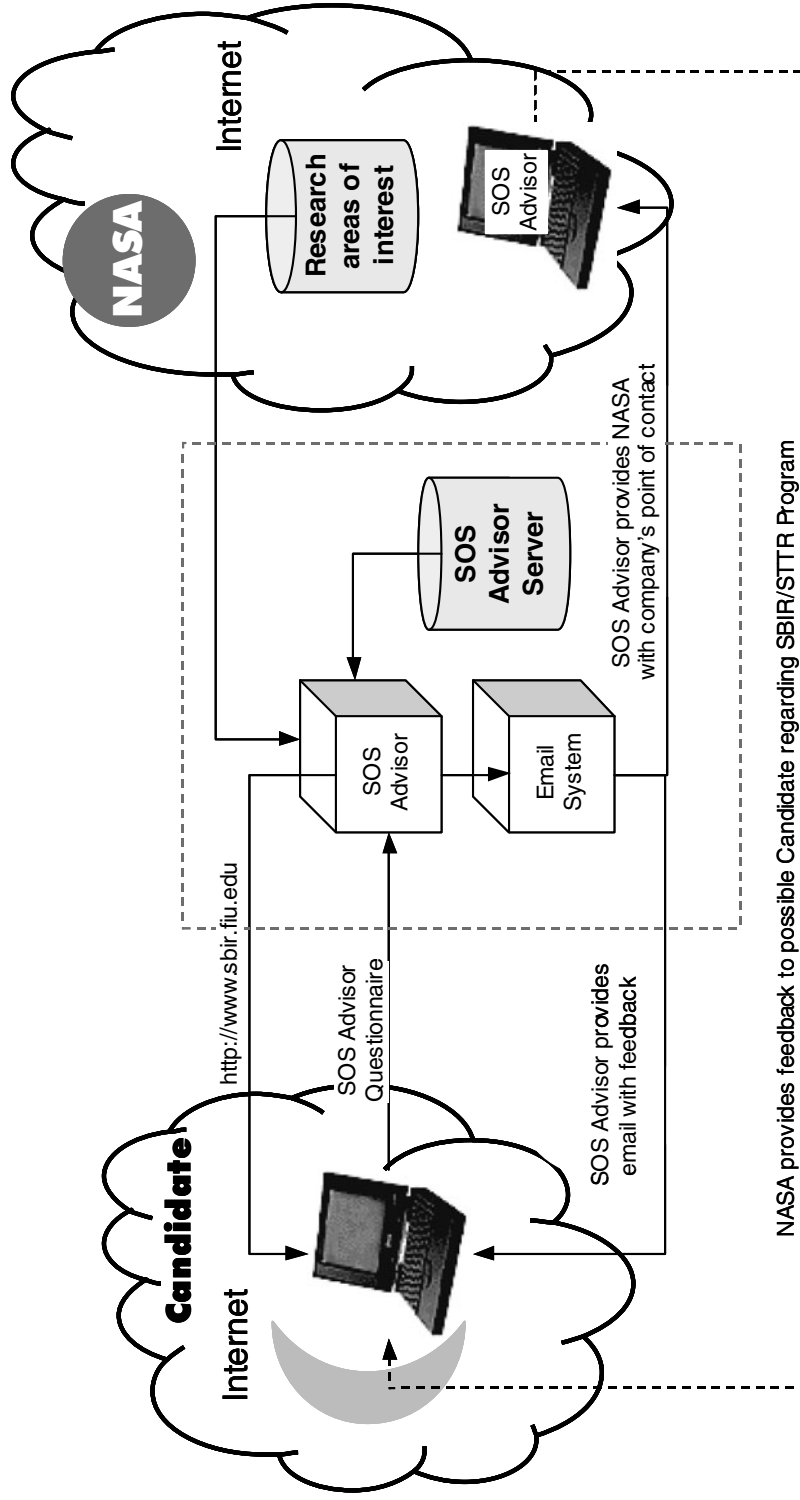 Candidate
Internet
http://www.sbir.fiu.edu
SOS Advisor
Questionnaire
SOS Advisor provides
email with feedback
SOS
Advisor
Email
System
SOS
Advisor
Server
SOS Advisor provides NASA
with company's point of contact
NASA
Internet
Research
areas of
interest
SOS
Advisor
NASA provides feedback to possible Candidate regarding SBIR/STTR Program